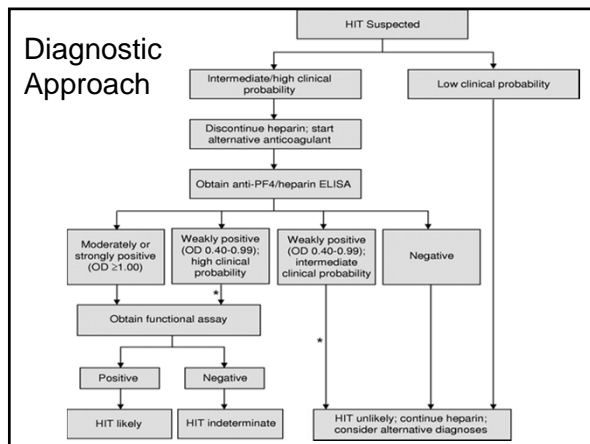 Diagnostic
Approach
HIT Suspected
Intermediate/high clinical
probability
Low clinical probability
Discontinue heparin; start
alternative anticoagulant
Obtain anti-PF4/heparin ELISA
Moderately or
strongly positive
(OD ≥1.00)
Weakly positive
(OD 0.40-0.99);
high clinical
probability
Weakly positive
(OD 0.40-0.99);
intermediate
clinical probability
Negative
*
*
Obtain functional assay
Positive
Negative
HIT likely
HIT indeterminate
HIT unlikely; continue heparin;
consider alternative diagnoses